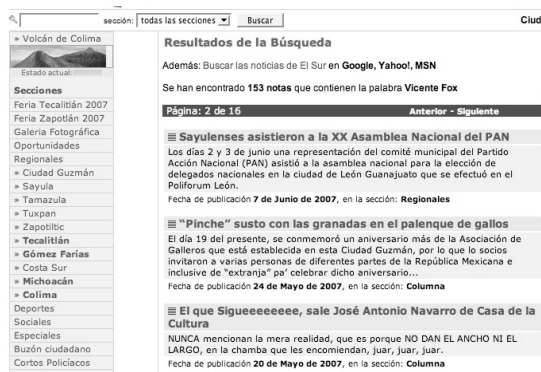 sección: todas las secciones Buscar
Ciud
» Volcán de Colima
Estado actual:
Secciones
Feria Tecalitlán 2007
Feria Zapotlán 2007
Galeria Fotográfica
Oportunidades
Regionales
» Ciudad Guzmán
» Sayula
» Tamazula
» Tuxpan
» Zapotiltic
» Tecalitlán
» Gómez Farías
» Costa Sur
» Michoacán
» Colima
Deportes
Sociales
Especiales
Buzón ciudadano
Cortos Policíacos
Resultados de la Búsqueda
Además: Buscar las noticias de El Sur en Google, Yahoo!, MSN
Se han encontrado 153 notas que contienen la palabra Vicente Fox
Página: 2 de 16 Anterior - Siguiente
Sayulenses asistieron a la XX Asamblea Nacional del PAN
Los días 2 y 3 de junio una representación del comité municipal del Partido
Acción Nacional (PAN) asistió a la asamblea nacional para la elección de
delegados nacionales en la ciudad de León Guanajuato que se efectuó en el
Poliforum León.
Fecha de publicación 7 de Junio de 2007, en la sección: Regionales
"Pinche" susto con las granadas en el palenque de gallos
El día 19 del presente, se conmemoró un aniversario más de la Asociación de
Galleros que está establecida en esta Ciudad Guzmán, por lo que lo socios
invitaron a varias personas de diferentes partes de la República Mexicana e
inclusive de "extranja" pa' celebrar dicho aniversario...
Fecha de publicación 24 de Mayo de 2007, en la sección: Columna
El que Sigueeeeeeee, sale José Antonio Navarro de Casa de la
Cultura
NUNCA mencionan la mera realidad, que es porque NO DAN EL ANCHO NI EL
LARGO, en la chamba que les encomiendan, juar, juar, juar.
Fecha de publicación 20 de Mayo de 2007, en la sección: Columna